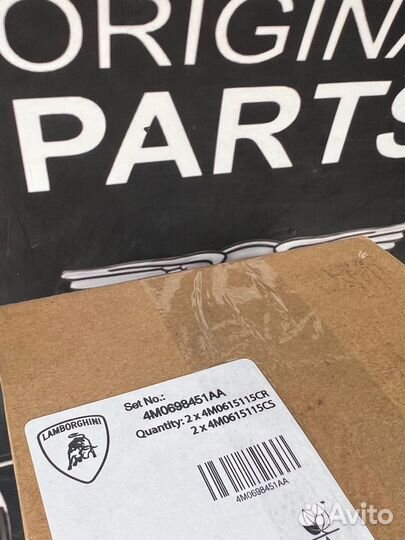 ORIGINA
PARTS
LAMBORGHINI
Set No.:
4M0698451AA
Quantity: 2 x 4M0615115CR
2 x 4M0615115CS
4M0698451AA
Avito